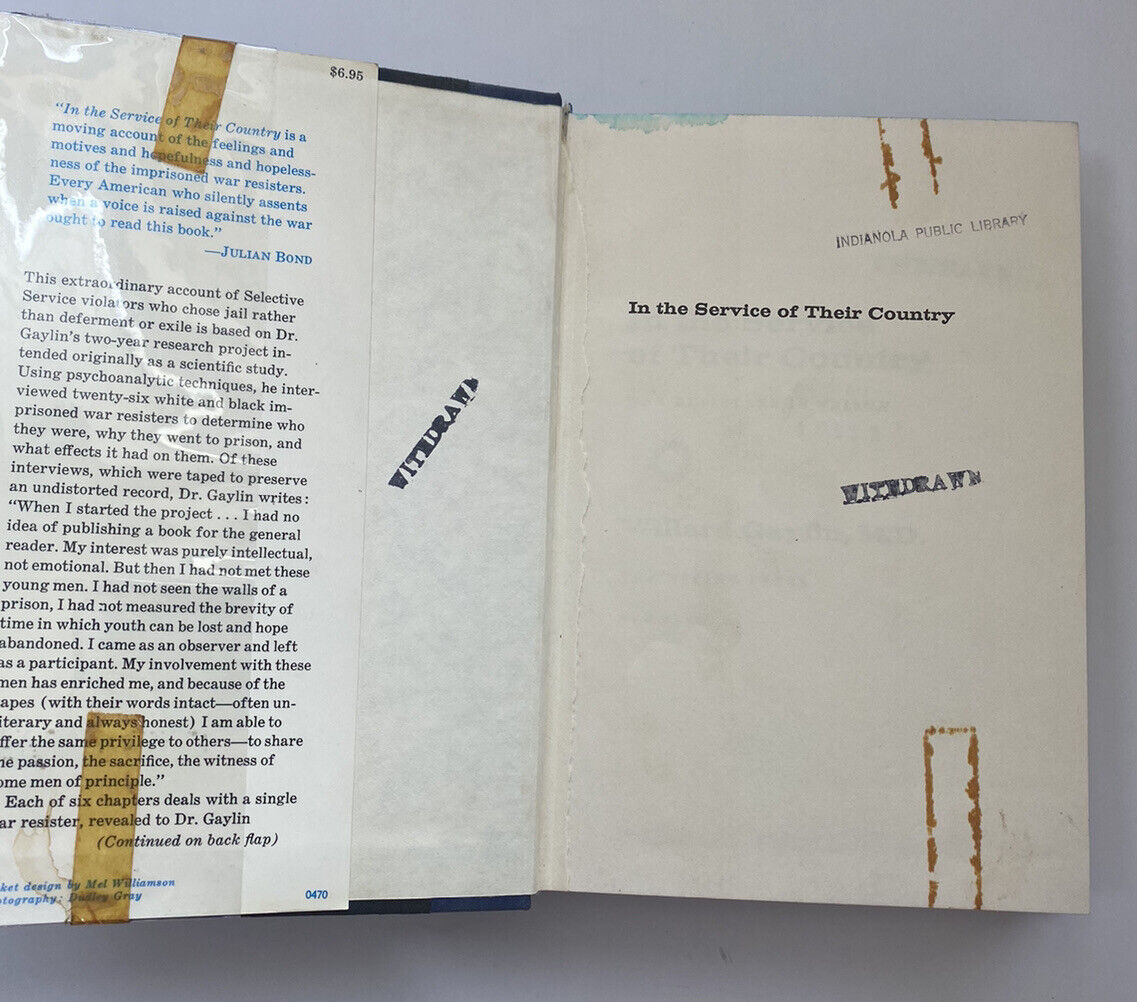 $6.95
“In the Service of Their Country is a
moving account of the feelings and
motives and hopefulness and hopeless-
ness of the imprisoned war resisters.
Every American who silently assents
when a voice is raised against the war
ought to read this book.”
—JULIAN BOND
This extraordinary account of Selective
Service violators who chose jail rather
than deferment or exile is based on Dr.
Gaylin’s two-year research project in-
tended originally as a scientific study.
Using psychoanalytic techniques, he inter-
viewed twenty-six white and black im-
prisoned war resisters to determine who
they were, why they went to prison, and
what effects it had on them. Of these
interviews, which were taped to preserve
an undistorted record, Dr. Gaylin writes:
“When I started the project . . . I had no
idea of publishing a book for the general
reader. My interest was purely intellectual,
not emotional. But then I had not met these
young men. I had not seen the walls of a
prison, I had not measured the brevity of
time in which youth can be lost and hope
abandoned. I came as an observer and left
as a participant. My involvement with these
men has enriched me, and because of the
apes (with their words intact—often un-
iterary and always honest) I am able to
ffer the same privilege to others—to share
he passion, the sacrifice, the witness of
ome men of principle.”
Each of six chapters deals with a single
ar resister, revealed to Dr. Gaylin
(Continued on back flap)
ket design by Mel Williamson
tography: Dudley Gray
0470
WITHDRAWN
INDIANOLA PUBLIC LIBRARY
In the Service of Their Country
WITHDRAWN